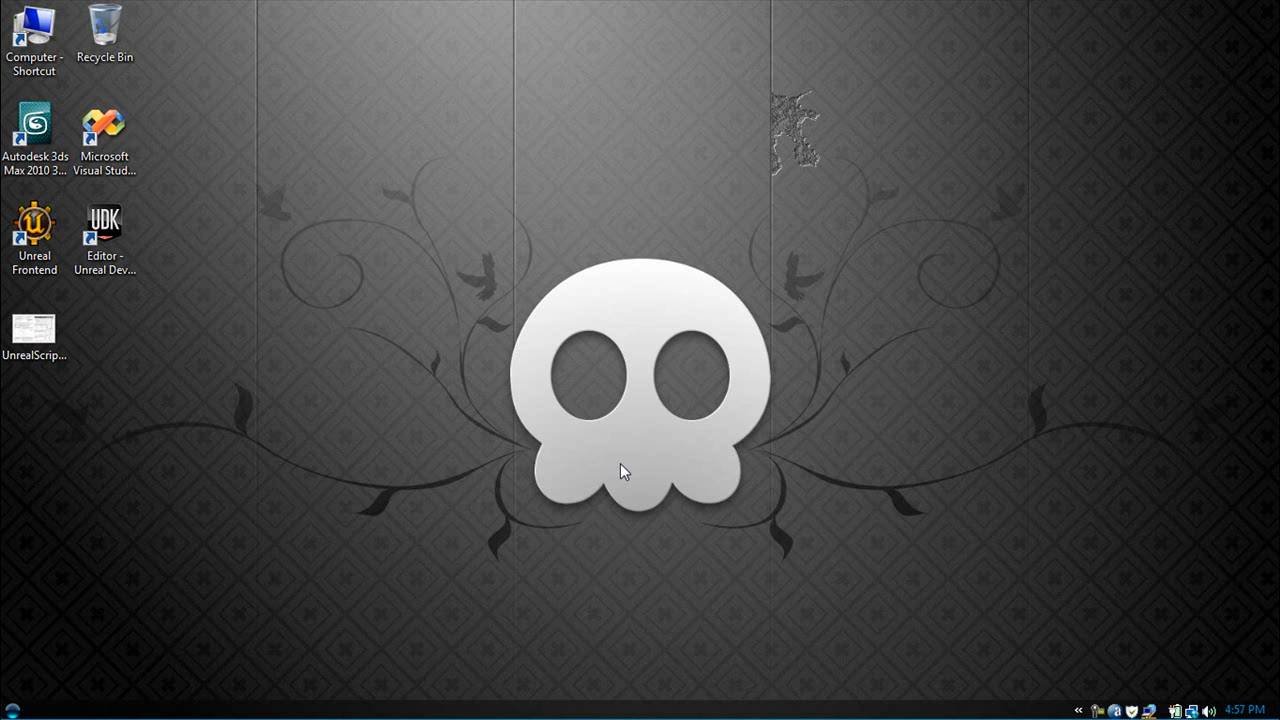 Computer -
Shortcut
Recycle Bin
Autodesk 3ds
Max 2010 3...
Microsoft
Visual Stud...
Unreal
Frontend
UDK
Editor -
Unreal Dev...
UnrealScrip...
4:57 PM